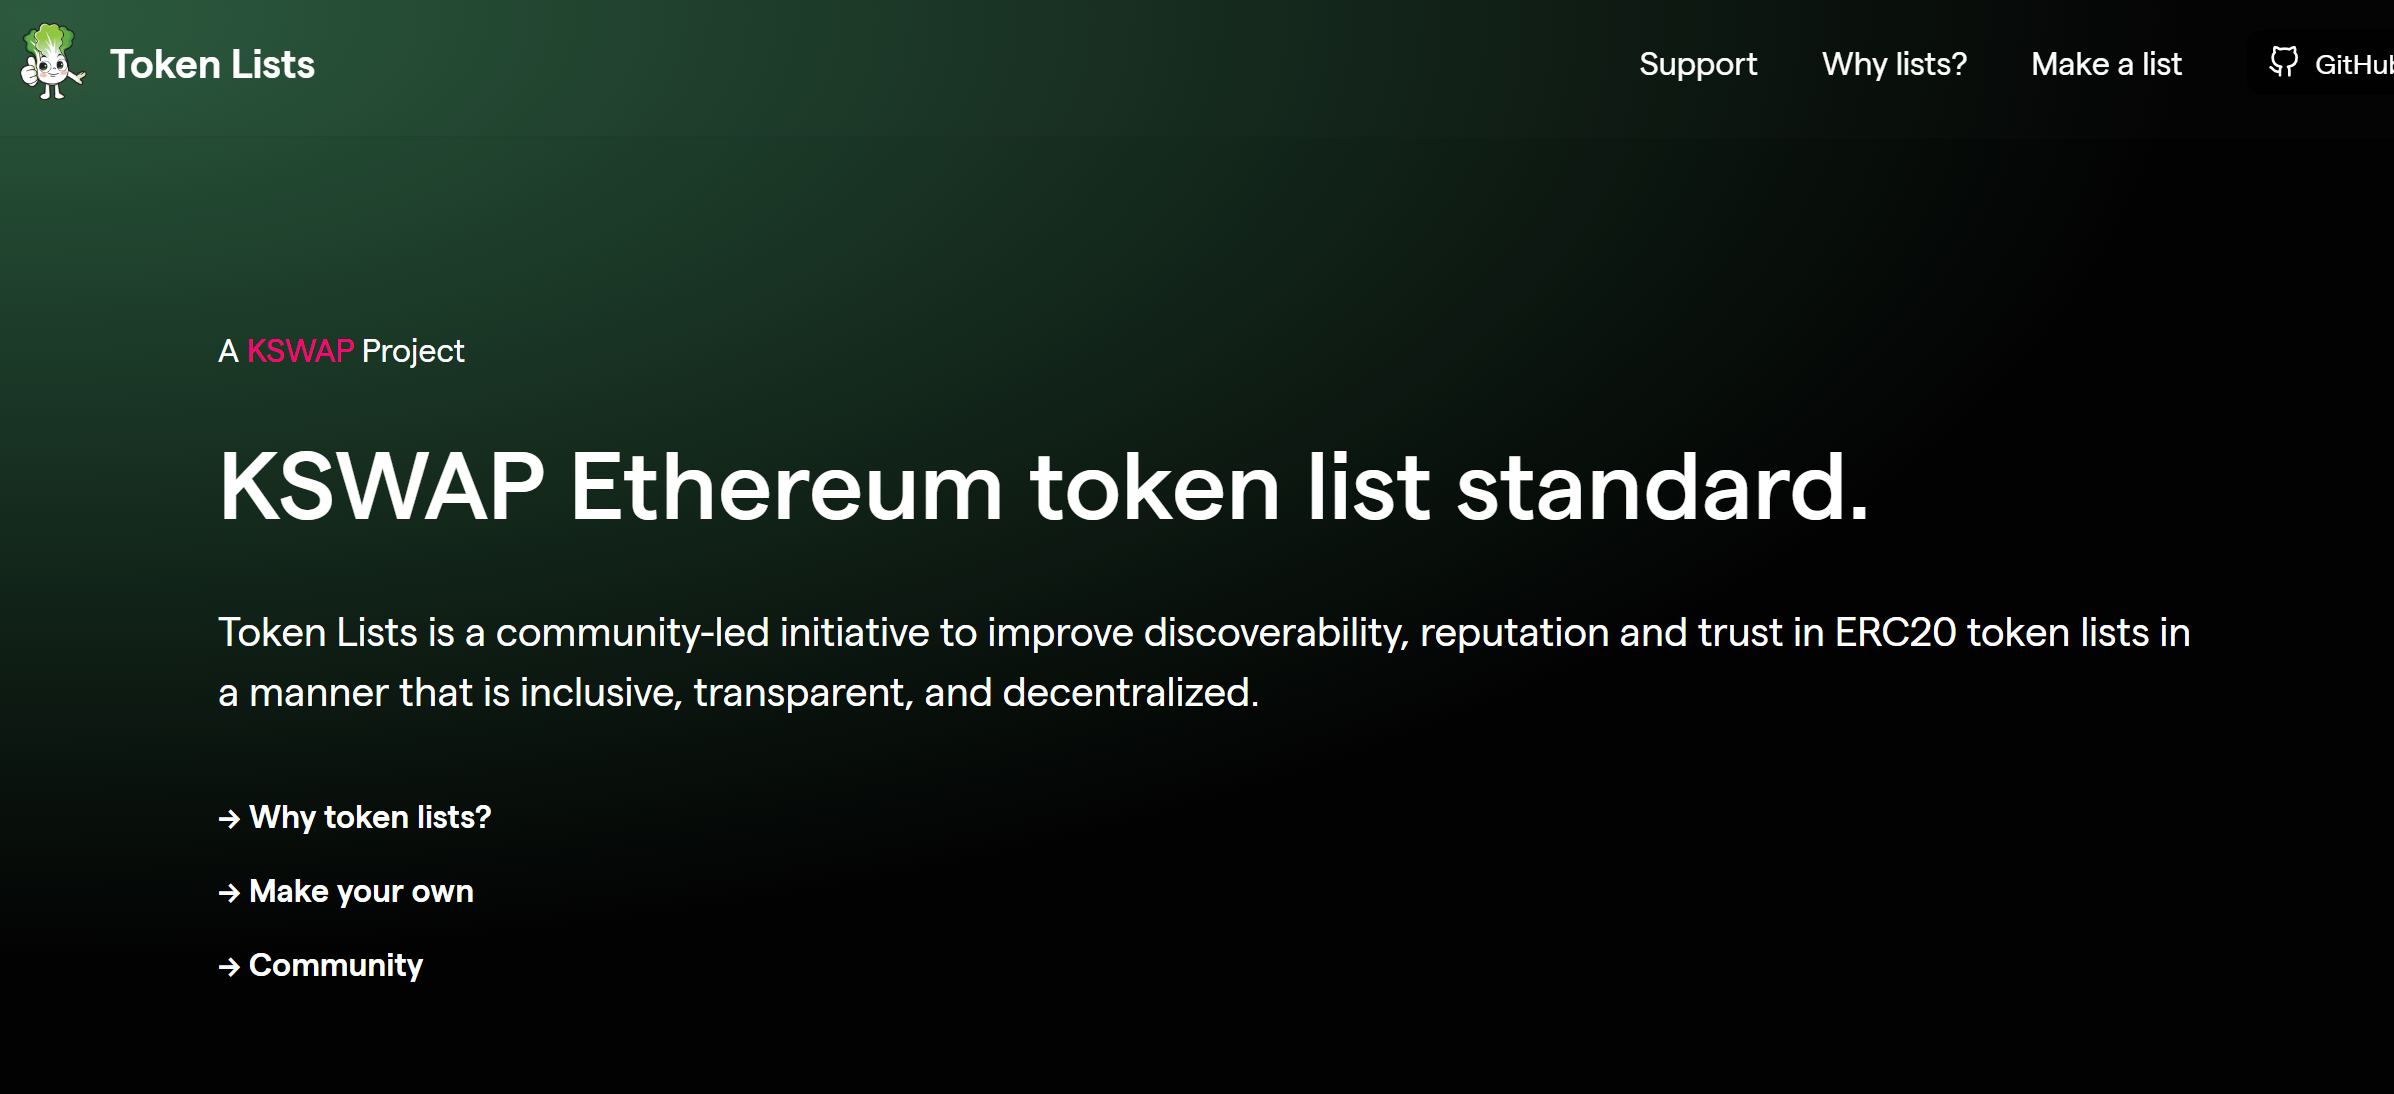 Token Lists
Support
Why lists?
Make a list
A KSWAP Project
KSWAP Ethereum token list standard.
Token Lists is a community-led initiative to improve discoverability, reputation and trust in ERC20 token lists in
a manner that is inclusive, transparent, and decentralized.
→ Why token lists?
→ Make your own
→ Community